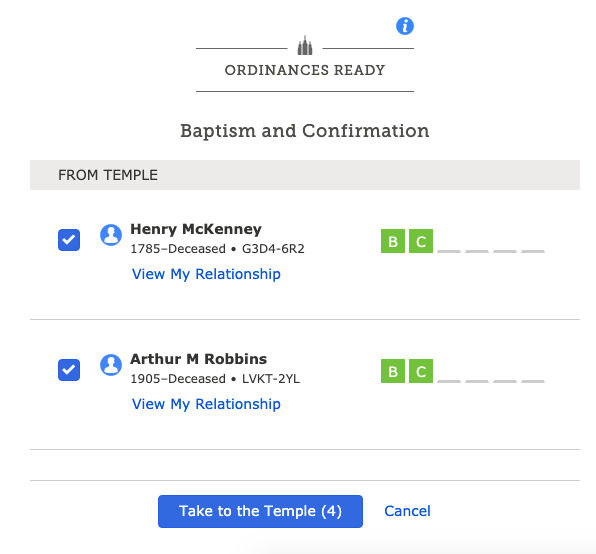 ORDINANCES READY
Baptism and Confirmation
FROM TEMPLE
Henry McKenney
1785–Deceased • G3D4-6R2
B C
View My Relationship
Arthur M Robbins
1905–Deceased • LVKT-2YL
B C
View My Relationship
Take to the Temple (4) Cancel